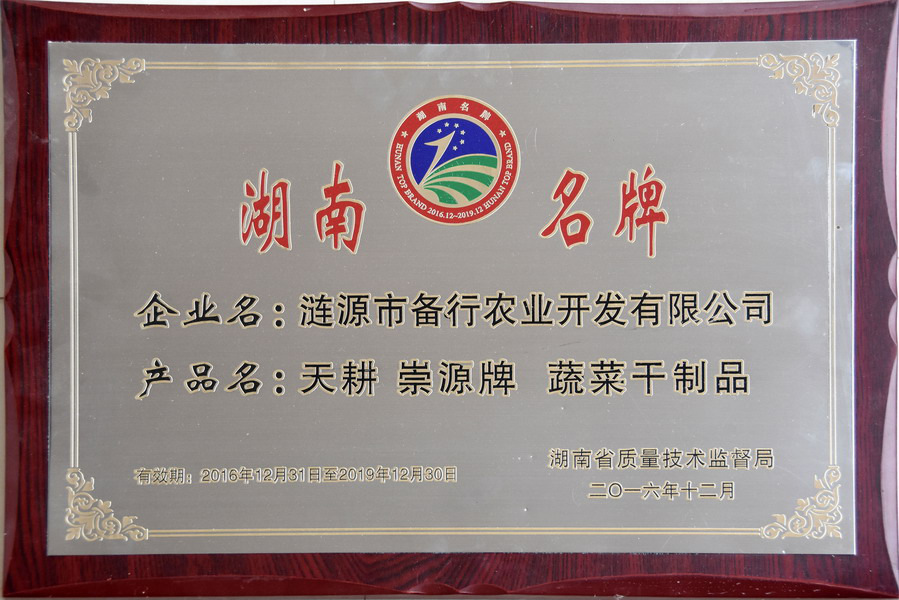 湖南名牌
HUNAN TOP BRAND 2016.12~2019.12 HUNAN TOP BRAND
湖南 名牌
企业名：涟源市备行农业开发有限公司
产品名：天耕 崇源牌 蔬菜干制品
有效期：2016年12月31日至2019年12月30日
湖南省质量技术监督局
二〇一六年十二月